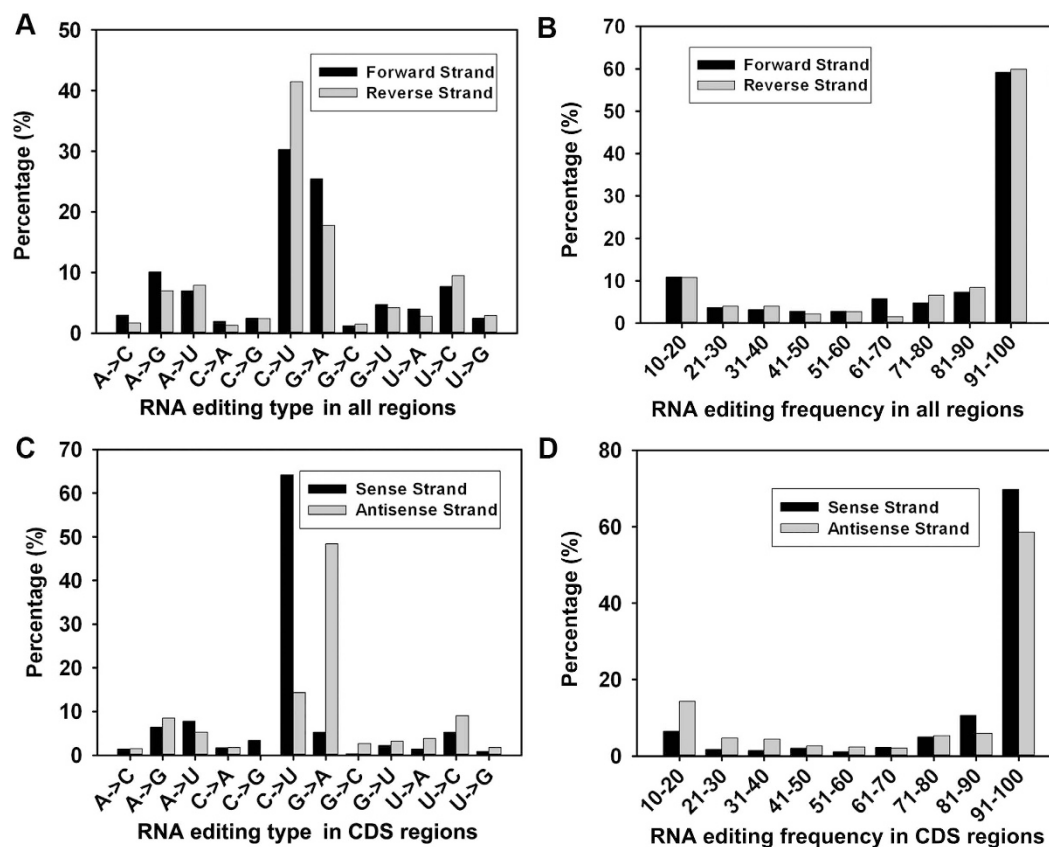 A
Percentage (%)
50
40
30
20
10
0
Forward Strand
Reverse Strand
A->C
A->G
A->U
C->A
C->G
C->U
G->A
G->C
G->U
U->A
U->C
U->G
RNA editing type in all regions
B
Percentage (%)
70
60
50
40
30
20
10
0
Forward Strand
Reverse Strand
10-20
21-30
31-40
41-50
51-60
61-70
71-80
81-90
91-100
RNA editing frequency in all regions
C
Percentage (%)
70
60
50
40
30
20
10
0
Sense Strand
Antisense Strand
A->C
A->G
A->U
C->A
C->G
C->U
G->A
G->C
G->U
U->A
U->C
U->G
RNA editing type in CDS regions
D
Percentage (%)
80
60
40
20
0
Sense Strand
Antisense Strand
10-20
21-30
31-40
41-50
51-60
61-70
71-80
81-90
91-100
RNA editing frequency in CDS regions